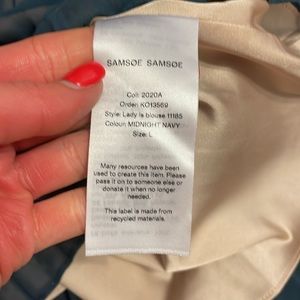 SAMSØE SAMSØE
Coll: 2020A
Order: KO13569
Style: Lady ls blouse 11185
Colour: MIDNIGHT NAVY
Size: L
Many resources have been
used to create this item. Please
pass it on to someone else or
donate it when no longer
needed.
This label is made from
recycled materials.